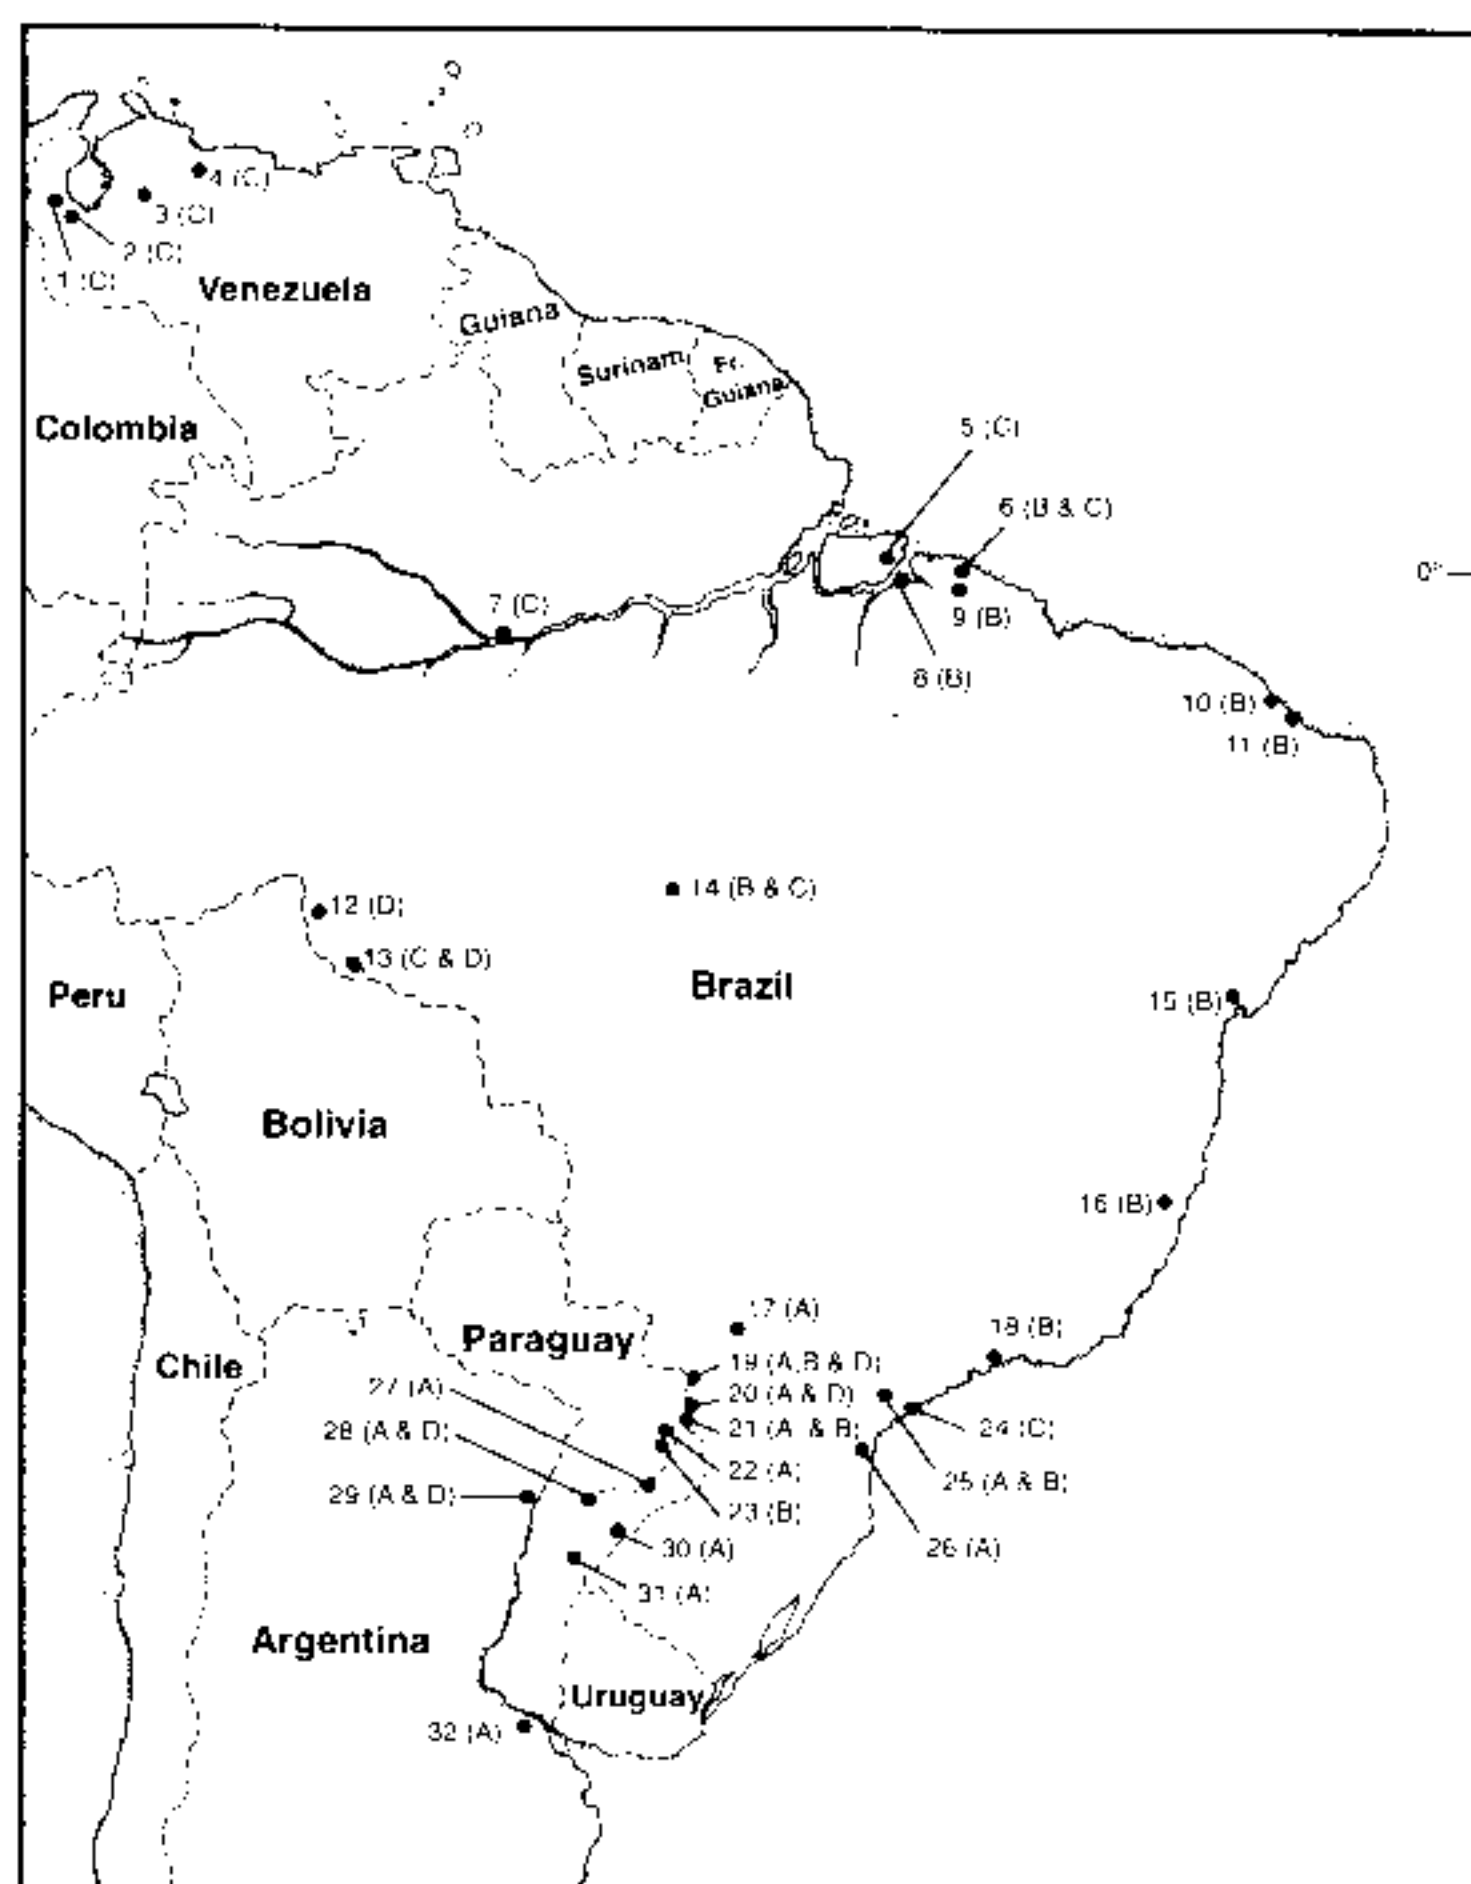 4 (C)
3 (C)
2 (C)
1 (C)
Venezuela
Guiana
Surinam
Fr.
Guiana
Colombia
5 (C)
6 (B & C)
0°
7 (C)
9 (B)
8 (B)
10 (B)
11 (B)
14 (B & C)
12 (D)
13 (C & D)
Brazil
Peru
15 (B)
Bolivia
16 (B)
17 (A)
18 (B)
Paraguay
Chile
19 (A,B & D)
27 (A)
20 (A & D)
28 (A & D)
21 (A & B)
24 (C)
22 (A)
25 (A & B)
29 (A & D)
23 (B)
30 (A)
26 (A)
31 (A)
Argentina
Uruguay
32 (A)